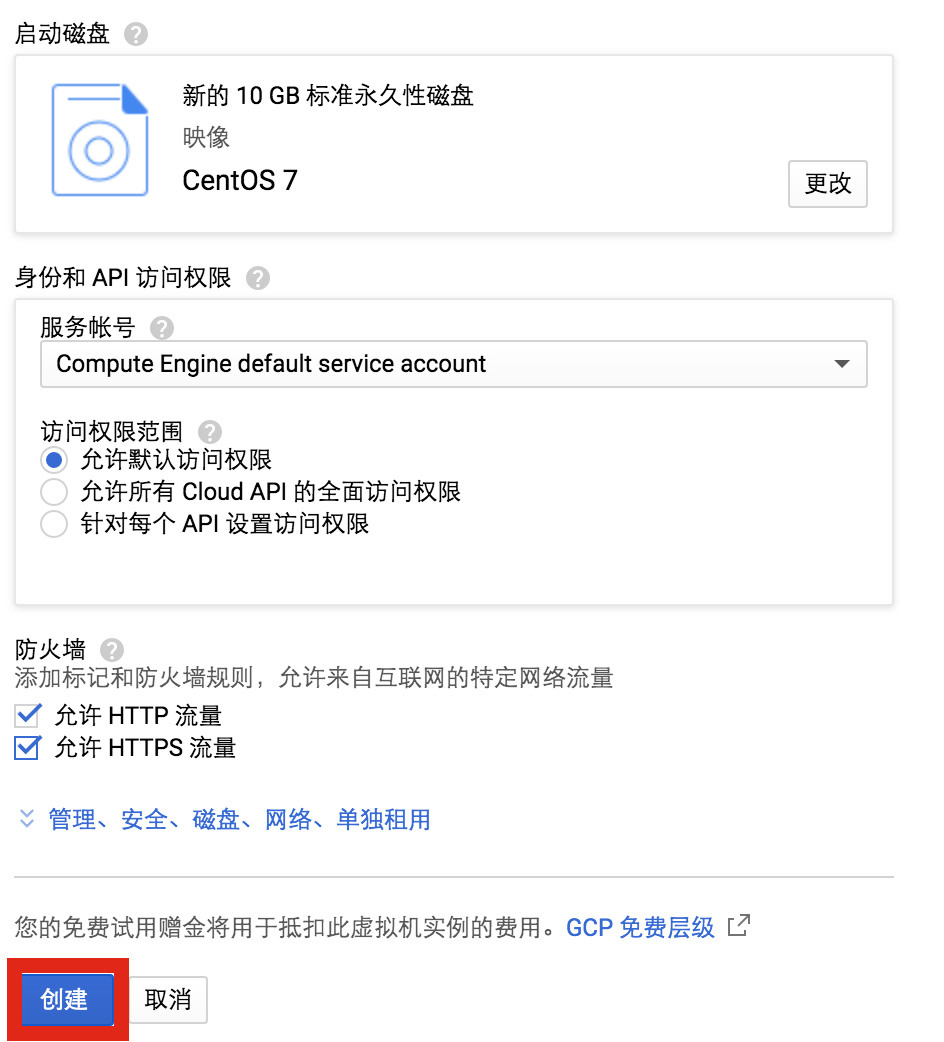 启动磁盘 ?
新的 10 GB 标准永久性磁盘
映像
CentOS 7
更改
身份和 API 访问权限 ?
服务帐号 ?
Compute Engine default service account
访问权限范围 ?
允许默认访问权限
允许所有 Cloud API 的全面访问权限
针对每个 API 设置访问权限
防火墙 ?
添加标记和防火墙规则，允许来自互联网的特定网络流量
允许 HTTP 流量
允许 HTTPS 流量
管理、安全、磁盘、网络、单独租用
您的免费试用赠金将用于抵扣此虚拟机实例的费用。GCP 免费层级
创建 取消